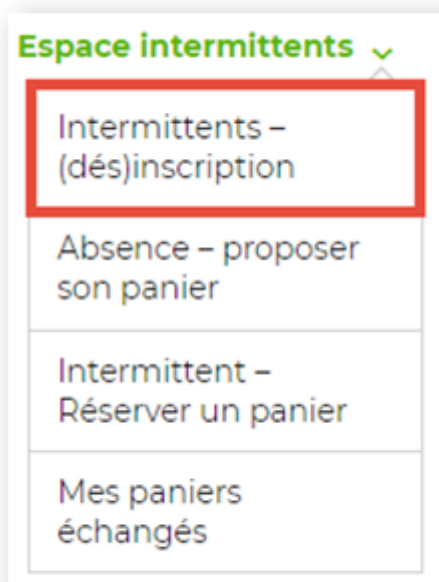 Espace intermittents
Intermittents –
(dés)inscription
Absence – proposer
son panier
Intermittent –
Réserver un panier
Mes paniers
échangés